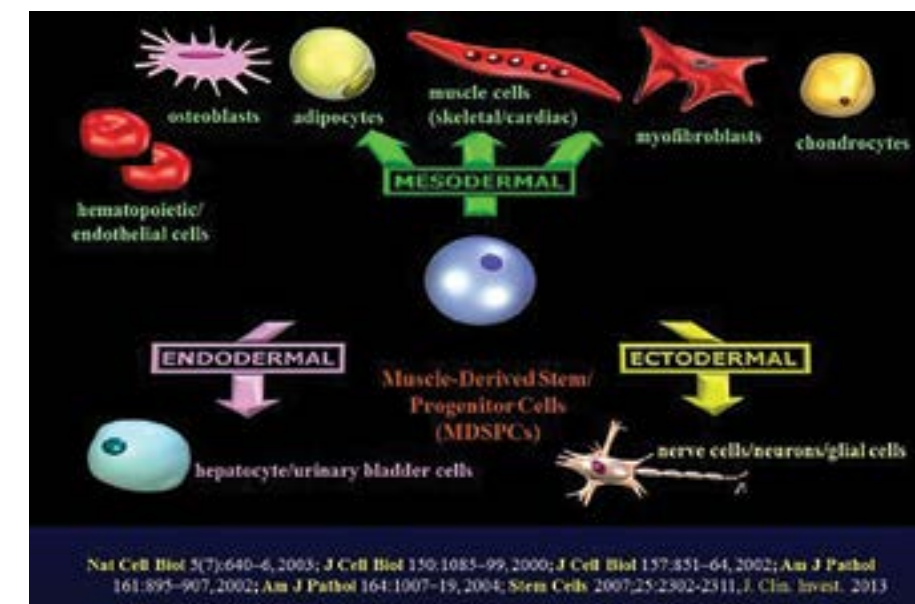 osteoblasts
adipocytes
muscle cells
(skeletal/cardiac)
myofibroblasts
chondrocytes
hematopoietic/
endothelial cells
MESODERMAL
ENDODERMAL
ECTODERMAL
Muscle-Derived Stem/
Progenitor Cells
(MDSPCs)
hepatocyte/urinary bladder cells
nerve cells/neurons/glial cells
Nat Cell Biol 5(7):640–6, 2003; J Cell Biol 150:1085–99, 2000; J Cell Biol 157:851–64, 2002; Am J Pathol
161:895–907, 2002; Am J Pathol 164:1007–19, 2004; Stem Cells 2007;25:2302-2311, J. Clin. Invest. 2013